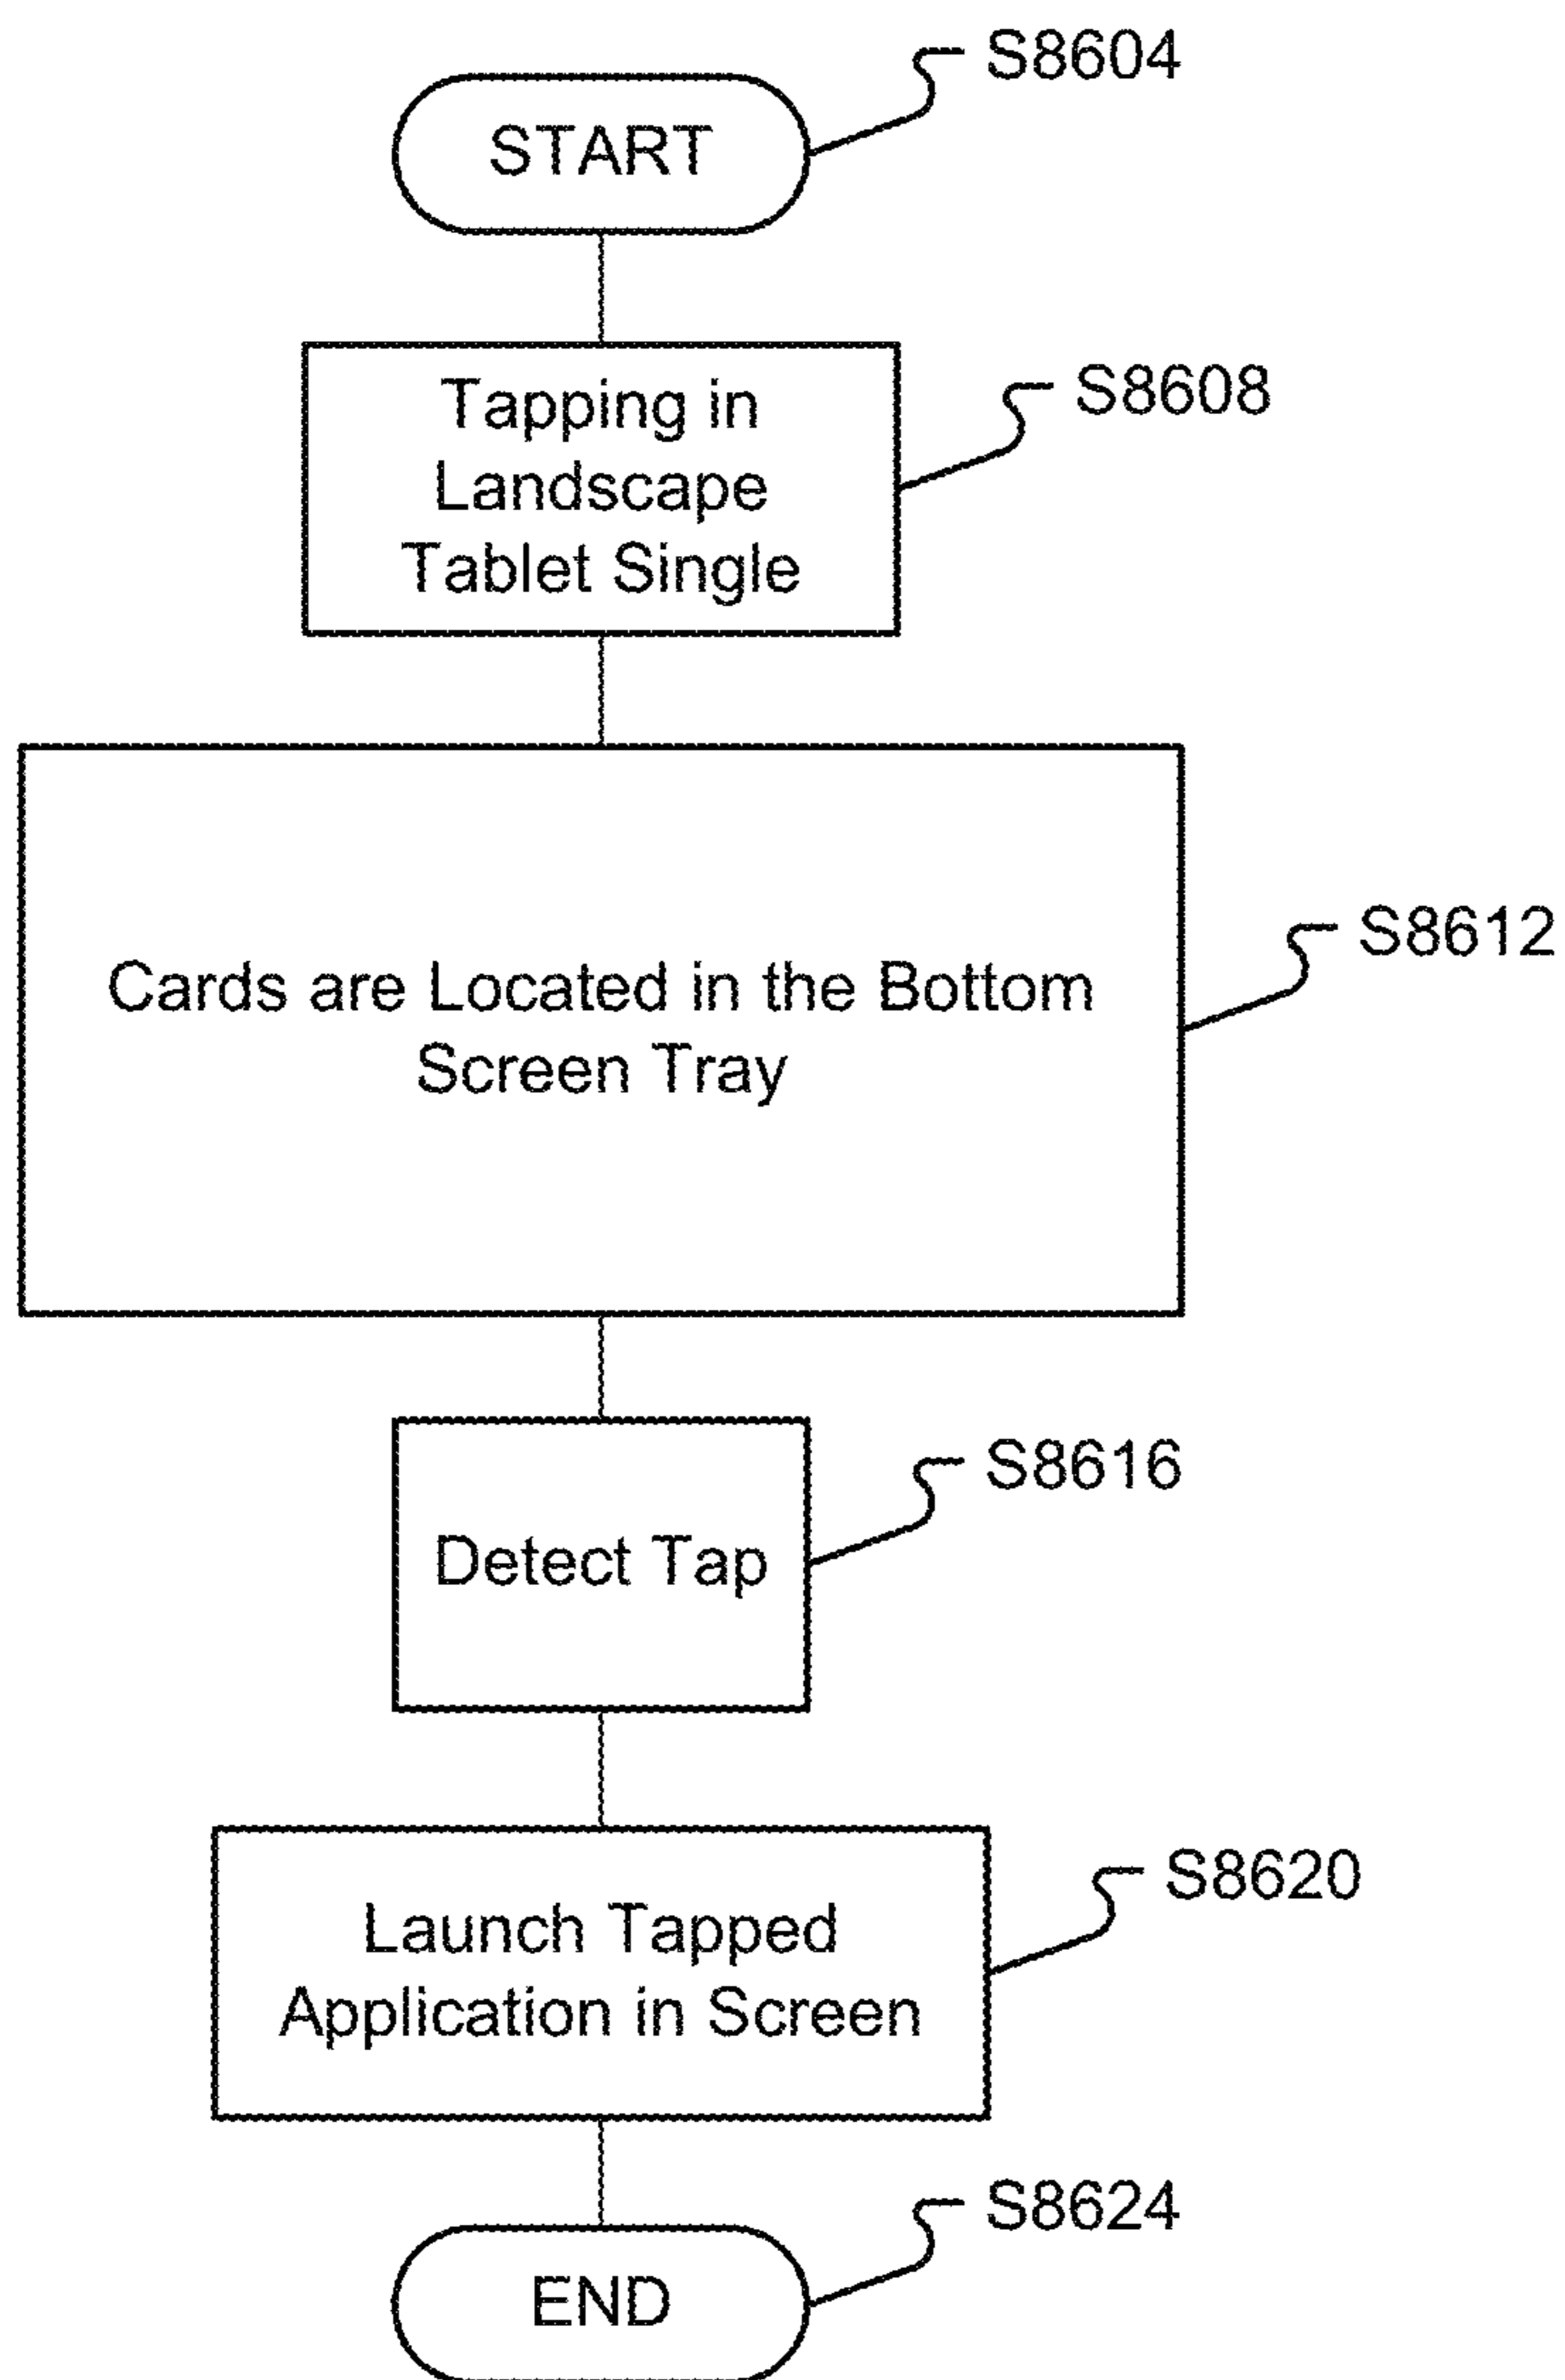 S8604
START
S8608
Tapping in
Landscape
Tablet Single
S8612
Cards are Located in the Bottom
Screen Tray
S8616
Detect Tap
S8620
Launch Tapped
Application in Screen
S8624
END